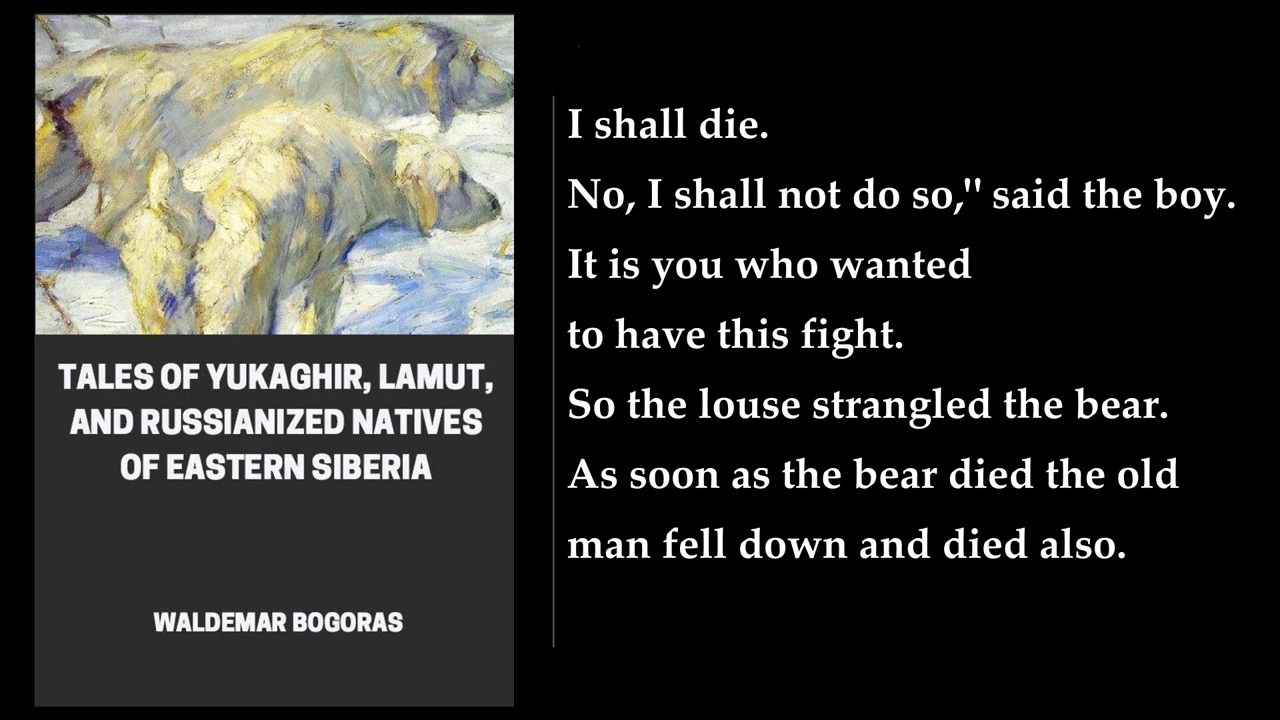 TALES OF YUKAGHIR, LAMUT,
AND RUSSIANIZED NATIVES
OF EASTERN SIBERIA
WALDEMAR BOGORAS
I shall die.
No, I shall not do so," said the boy.
It is you who wanted
to have this fight.
So the louse strangled the bear.
As soon as the bear died the old
man fell down and died also.